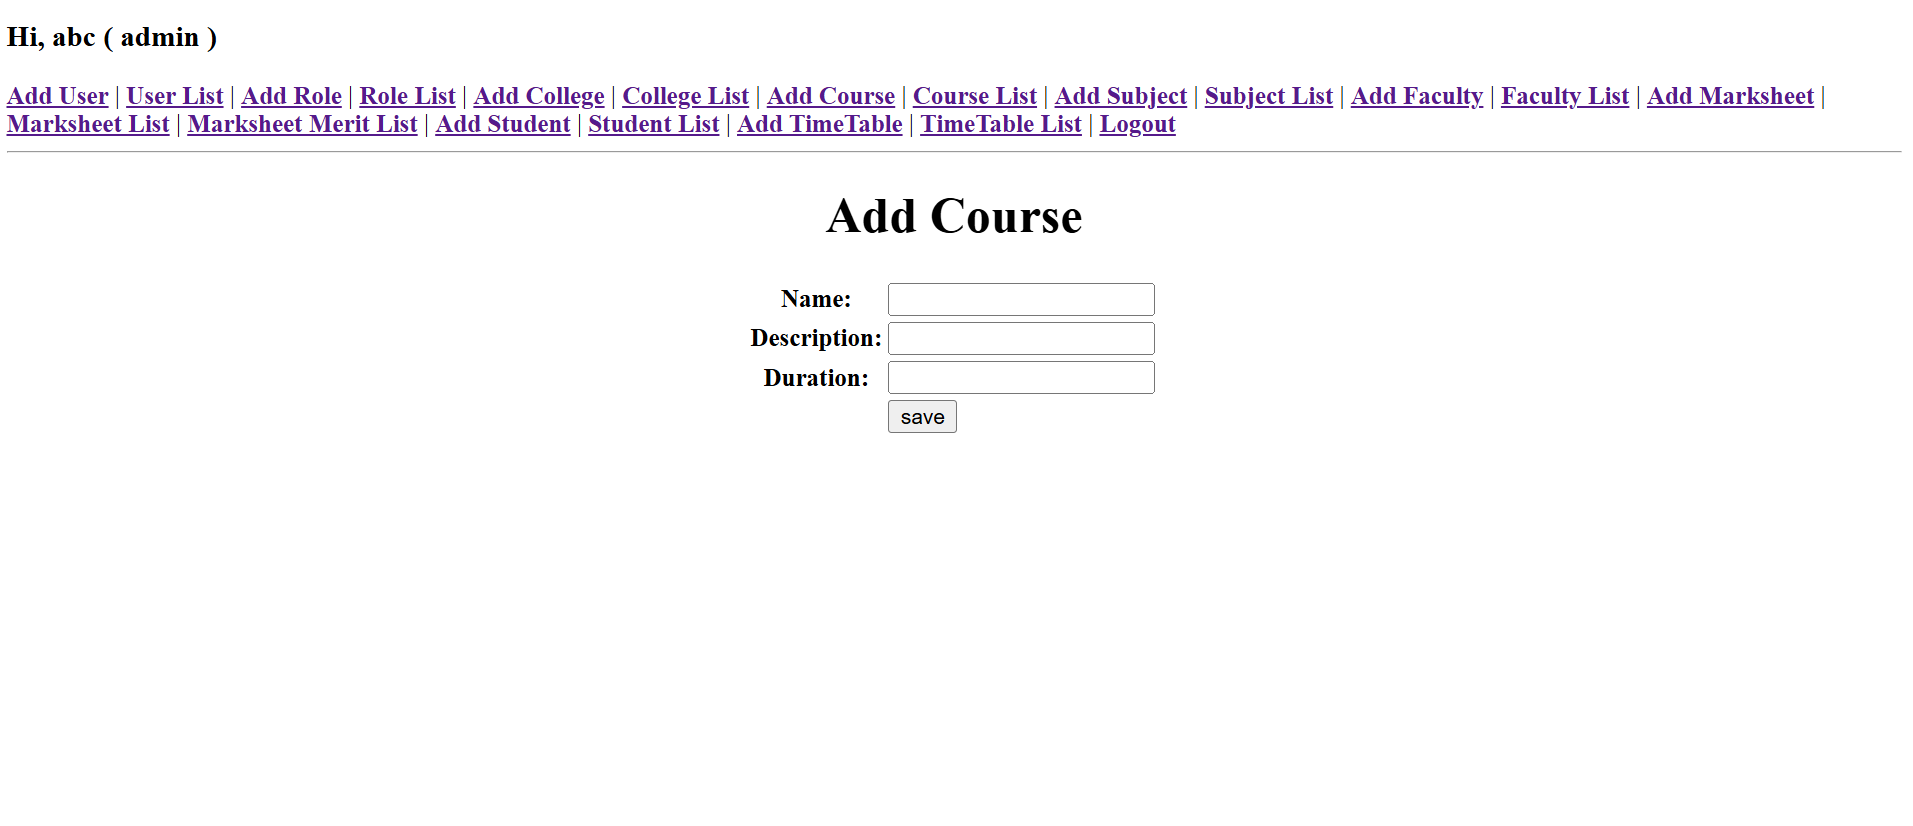 Hi, abc ( admin )
Add User | User List | Add Role | Role List | Add College | College List | Add Course | Course List | Add Subject | Subject List | Add Faculty | Faculty List | Add Marksheet |
Marksheet List | Marksheet Merit List | Add Student | Student List | Add TimeTable | TimeTable List | Logout
Add Course
Name:
Description:
Duration:
save